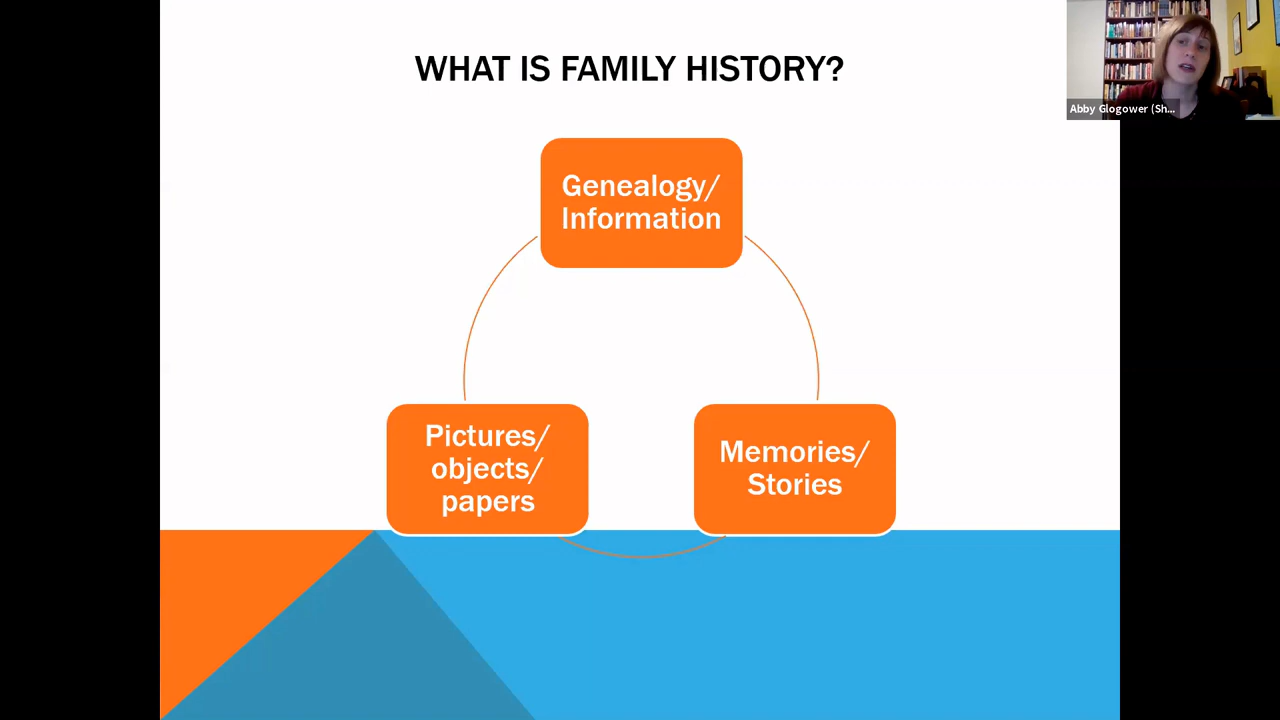 WHAT IS FAMILY HISTORY?
Abby Glogower (Sh...
Genealogy/
Information
Pictures/
objects/
papers
Memories/
Stories